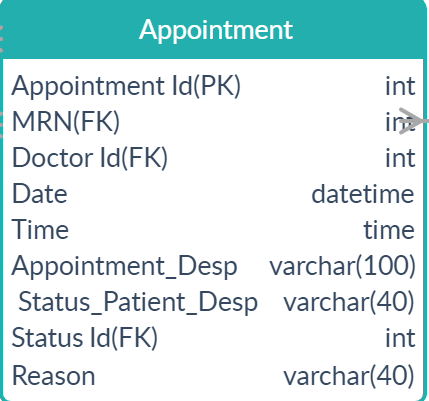 Appointment
Appointment Id(PK) int
MRN(FK) int
Doctor Id(FK) int
Date datetime
Time time
Appointment_Desp varchar(100)
Status_Patient_Desp varchar(40)
Status Id(FK) int
Reason varchar(40)